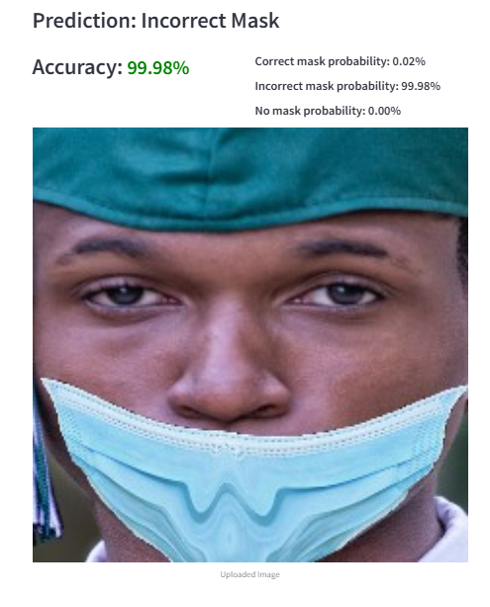 Prediction: Incorrect Mask
Accuracy: 99.98%
Correct mask probability: 0.02%
Incorrect mask probability: 99.98%
No mask probability: 0.00%
Uploaded Image